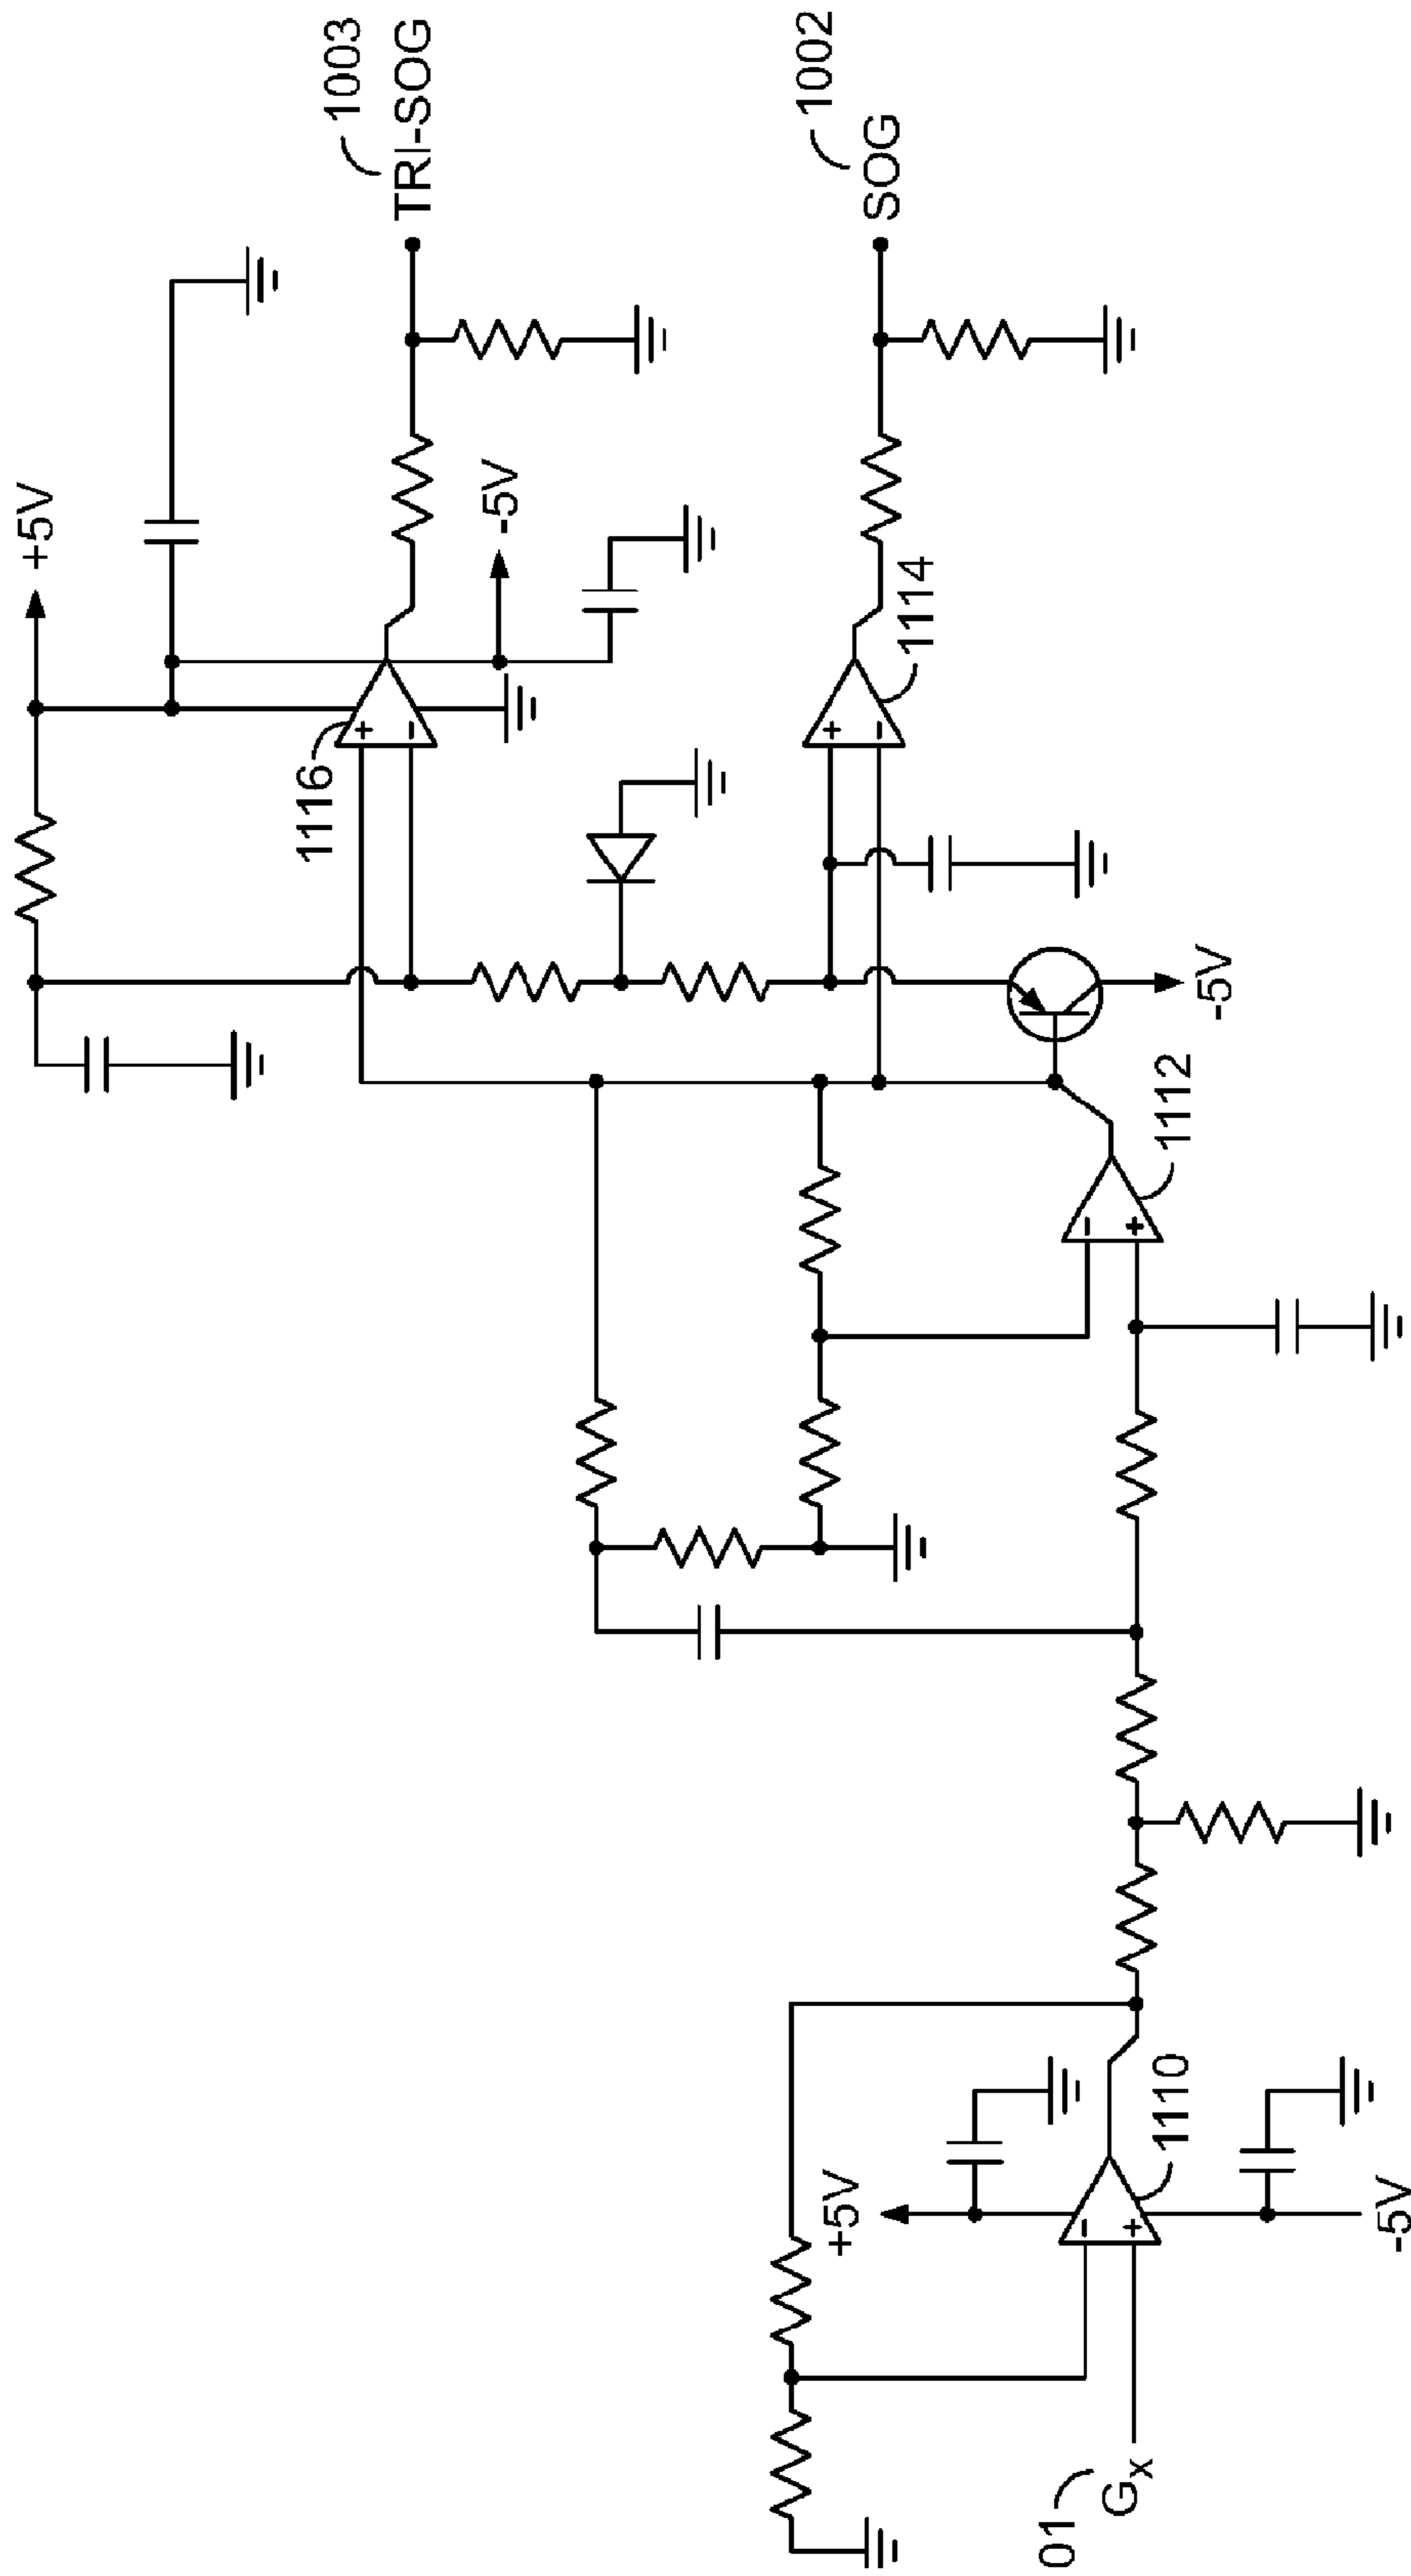 +5V
1003
TRI-SOG
1116
+
-
-5V
1002
SOG
+
-
1114
-5V
-
+
1112
+5V
-
+
1110
-5V
01
Gx